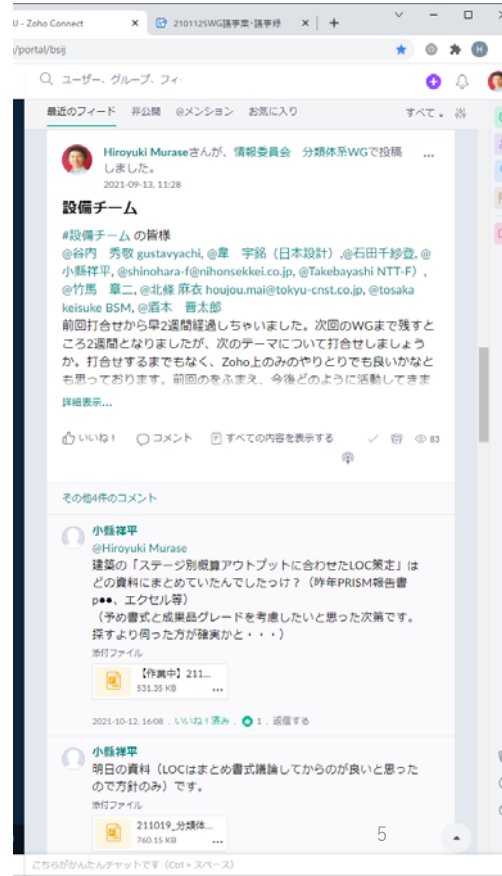 IJ - Zoho Connect
210112SWG議事案・議事録
/portal/bsij
ユーザー、グループ、フィ
最近のフィード 非公開 @メンション お気に入り すべて
Hiroyuki Muraseさんが、情報委員会 分類体系WGで投稿
しました。
2021-09-13, 11:28
設備チーム
#設備チーム の皆様
@谷内 秀敬 gustavyachi, @韋 宇銘（日本設計）,@石田千紗登, @
小縣祥平, @shinohara-f@nihonsekkei.co.jp, @Takebayashi NTT-F）,
@竹馬 章二, @北條 麻衣 houjou.mai@tokyu-cnst.co.jp, @tosaka
keisuke BSM, @酒本 晋太郎
前回打合せから早2週間経過しちゃいました。次回のWGまで残すと
ころ2週間となりましたが、次のテーマについて打合せしましょう
か。打合せするまでもなく、Zoho上のみのやりとりでも良いかなと
も思っております。前回のをふまえ、今後どのように活動してきま
詳細表示...
いいね！ コメント すべての内容を表示する 83
その他4件のコメント
小縣祥平
@Hiroyuki Murase
建築の「ステージ別概算アウトプットに合わせたLOC策定」は
どの資料にまとめていたんでしたっけ？（昨年PRISM報告書
p●●、エクセル等）
（予め書式と成果品グレードを考慮したいと思った次第です。
探すより伺った方が確実かと・・・）
添付ファイル
【作業中】211...
531.35 KB
2021-10-12, 16:08 . いいね！済み . 1 . 返信する
小縣祥平
明日の資料（LOCはまとめ書式議論してからのが良いと思った
ので方針のみ）です。
添付ファイル
211019_分類体...
760.15 KB
5
こちらがかんたんチャットです（Ctrl + スペース）